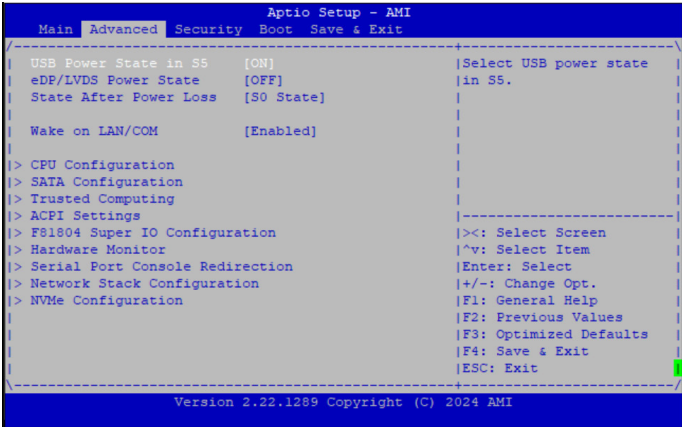 Aptio Setup - AMI
Main Advanced Security Boot Save & Exit
USB Power State in S5 [ON]
eDP/LVDS Power State [OFF]
State After Power Loss [S0 State]
Wake on LAN/COM [Enabled]
> CPU Configuration
> SATA Configuration
> Trusted Computing
> ACPI Settings
> F81804 Super IO Configuration
> Hardware Monitor
> Serial Port Console Redirection
> Network Stack Configuration
> NVMe Configuration
Select USB power state
in S5.
><: Select Screen
^v: Select Item
Enter: Select
+/-: Change Opt.
F1: General Help
F2: Previous Values
F3: Optimized Defaults
F4: Save & Exit
ESC: Exit
Version 2.22.1289 Copyright (C) 2024 AMI